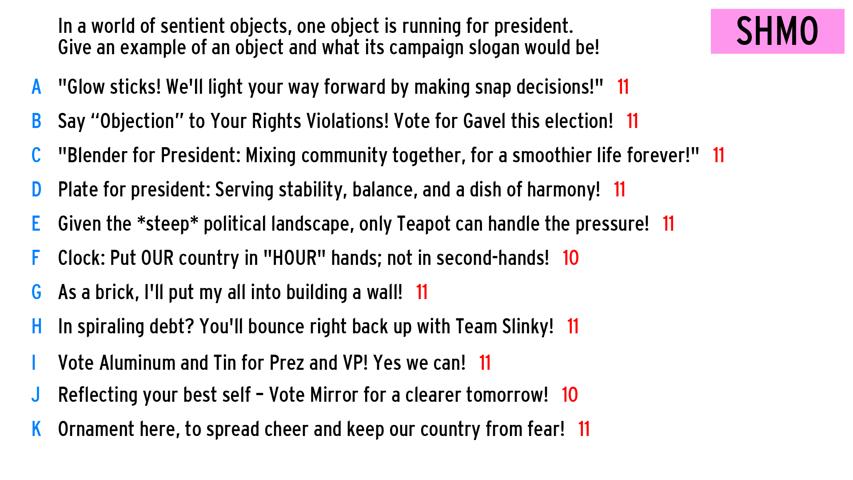 In a world of sentient objects, one object is running for president.
Give an example of an object and what its campaign slogan would be!
SHMO
A "Glow sticks! We'll light your way forward by making snap decisions!" 11
B Say “Objection” to Your Rights Violations! Vote for Gavel this election! 11
C "Blender for President: Mixing community together, for a smoothier life forever!" 11
D Plate for president: Serving stability, balance, and a dish of harmony! 11
E Given the *steep* political landscape, only Teapot can handle the pressure! 11
F Clock: Put OUR country in "HOUR" hands; not in second-hands! 10
G As a brick, I'll put my all into building a wall! 11
H In spiraling debt? You'll bounce right back up with Team Slinky! 11
I Vote Aluminum and Tin for Prez and VP! Yes we can! 11
J Reflecting your best self – Vote Mirror for a clearer tomorrow! 10
K Ornament here, to spread cheer and keep our country from fear! 11